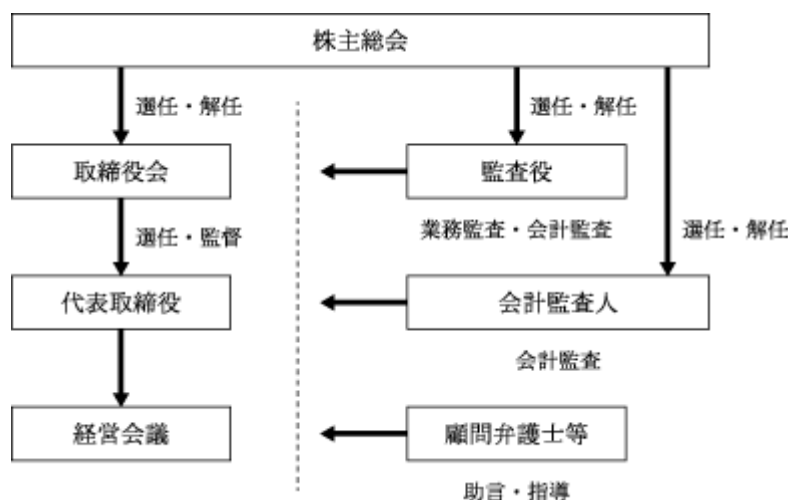 株主総会
選任・解任
選任・解任
取締役会
監査役
業務監査・会計監査
選任・解任
選任・監督
代表取締役
会計監査人
会計監査
経営会議
顧問弁護士等
助言・指導